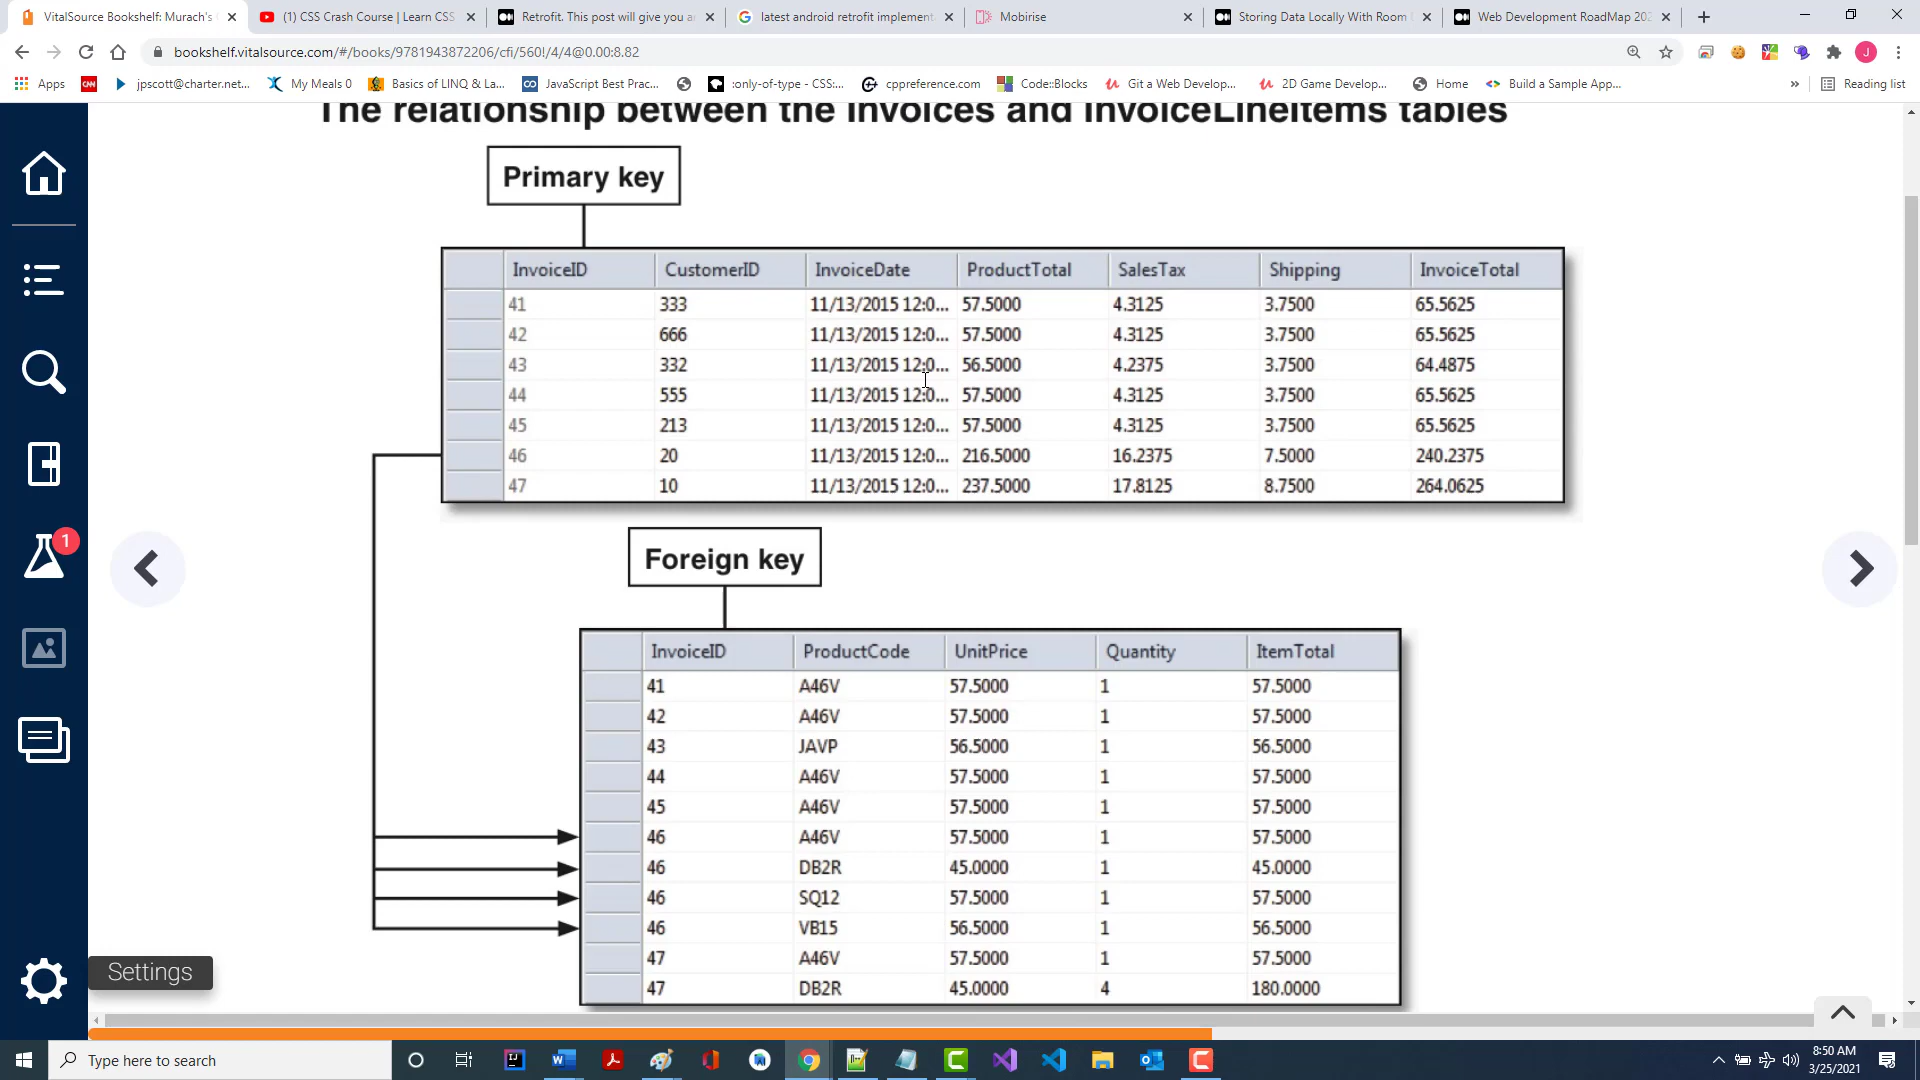 VitalSource Bookshelf: Murach's
(1) CSS Crash Course | Learn CSS
Retrofit. This post will give you a
latest android retrofit implement
Mobirise
Storing Data Locally With Room
Web Development RoadMap 202
bookshelf.vitalsource.com/#/books/9781943872206/cfi/560!/4/4@0.00:8.82
J
Apps
CNN
jpscott@charter.net...
My Meals 0
Basics of LINQ & La...
JavaScript Best Prac...
:only-of-type - CSS:...
cppreference.com
Code::Blocks
Git a Web Develop...
2D Game Develop...
Home
Build a Sample App...
»
Reading list
The relationship between the Invoices and InvoiceLineItems tables
Primary key
InvoiceID CustomerID InvoiceDate ProductTotal SalesTax Shipping InvoiceTotal
41 333 11/13/2015 12:0... 57.5000 4.3125 3.7500 65.5625
42 666 11/13/2015 12:0... 57.5000 4.3125 3.7500 65.5625
43 332 11/13/2015 12:0... 56.5000 4.2375 3.7500 64.4875
44 555 11/13/2015 12:0... 57.5000 4.3125 3.7500 65.5625
45 213 11/13/2015 12:0... 57.5000 4.3125 3.7500 65.5625
46 20 11/13/2015 12:0... 216.5000 16.2375 7.5000 240.2375
47 10 11/13/2015 12:0... 237.5000 17.8125 8.7500 264.0625
1
Foreign key
InvoiceID ProductCode UnitPrice Quantity ItemTotal
41 A46V 57.5000 1 57.5000
42 A46V 57.5000 1 57.5000
43 JAVP 56.5000 1 56.5000
44 A46V 57.5000 1 57.5000
45 A46V 57.5000 1 57.5000
46 A46V 57.5000 1 57.5000
46 DB2R 45.0000 1 45.0000
46 SQ12 57.5000 1 57.5000
46 VB15 56.5000 1 56.5000
47 A46V 57.5000 1 57.5000
47 DB2R 45.0000 4 180.0000
Settings
Type here to search
8:50 AM
3/25/2021